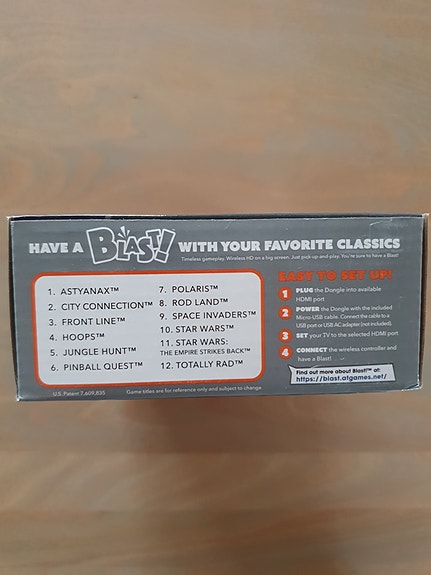 HAVE A BLAST! WITH YOUR FAVORITE CLASSICS
Timeless gameplay. Wireless HD on a big screen. Just pick-up-and-play. You're sure to have a Blast!
1. ASTYANAX™
2. CITY CONNECTION™
3. FRONT LINE™
4. HOOPS™
5. JUNGLE HUNT™
6. PINBALL QUEST™
7. POLARIS™
8. ROD LAND™
9. SPACE INVADERS™
10. STAR WARS™
11. STAR WARS:
THE EMPIRE STRIKES BACK™
12. TOTALLY RAD™
EASY TO SET UP!
1 PLUG the Dongle into available
HDMI port
2 POWER the Dongle with the included
Micro-USB cable. Connect the cable to a
USB port or USB AC adapter (not included).
3 SET your TV to the selected HDMI port
4 CONNECT the wireless controller and
have a Blast!
Find out more about Blast!™ at:
https://blast.atgames.net/
U.S. Patent 7,609,835
Game titles are for reference only and subject to change